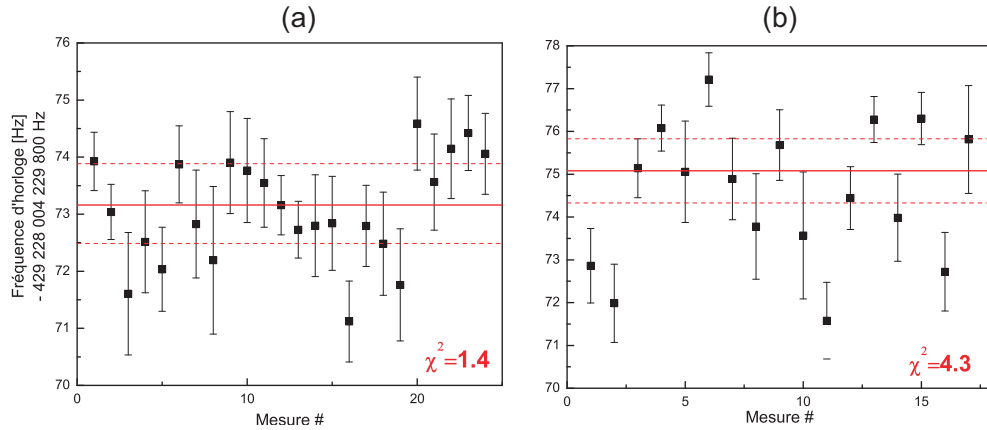 (a)
(b)
Fréquence d'horloge [Hz]
- 429 228 004 229 800 Hz
76
75
74
73
72
71
70
0
10
20
Mesure #
χ²=1.4
78
77
76
75
74
73
72
71
70
0
5
10
15
Mesure #
χ²=4.3